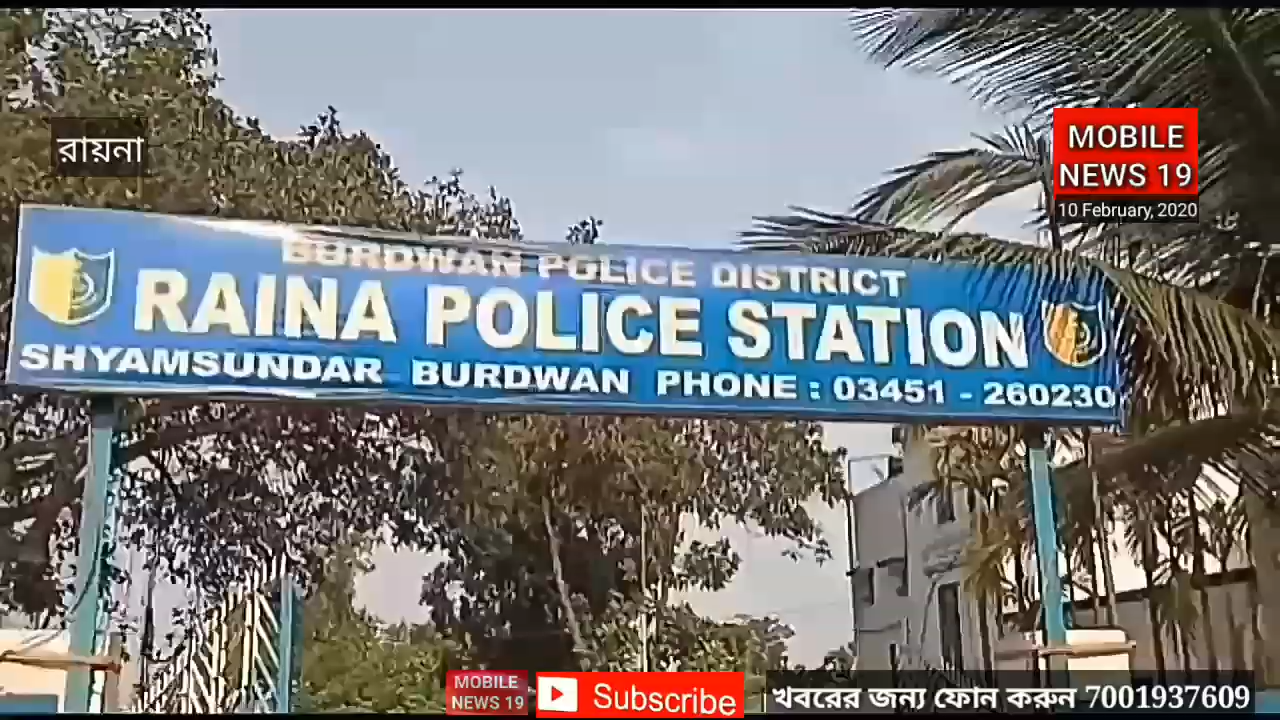 রায়না
MOBILE
NEWS 19
10 February, 2020
BURDWAN POLICE DISTRICT
RAINA POLICE STATION
SHYAMSUNDAR BURDWAN PHONE : 03451 - 260230
MOBILE
NEWS 19
Subscribe
খবরের জন্য ফোন করুন 7001937609